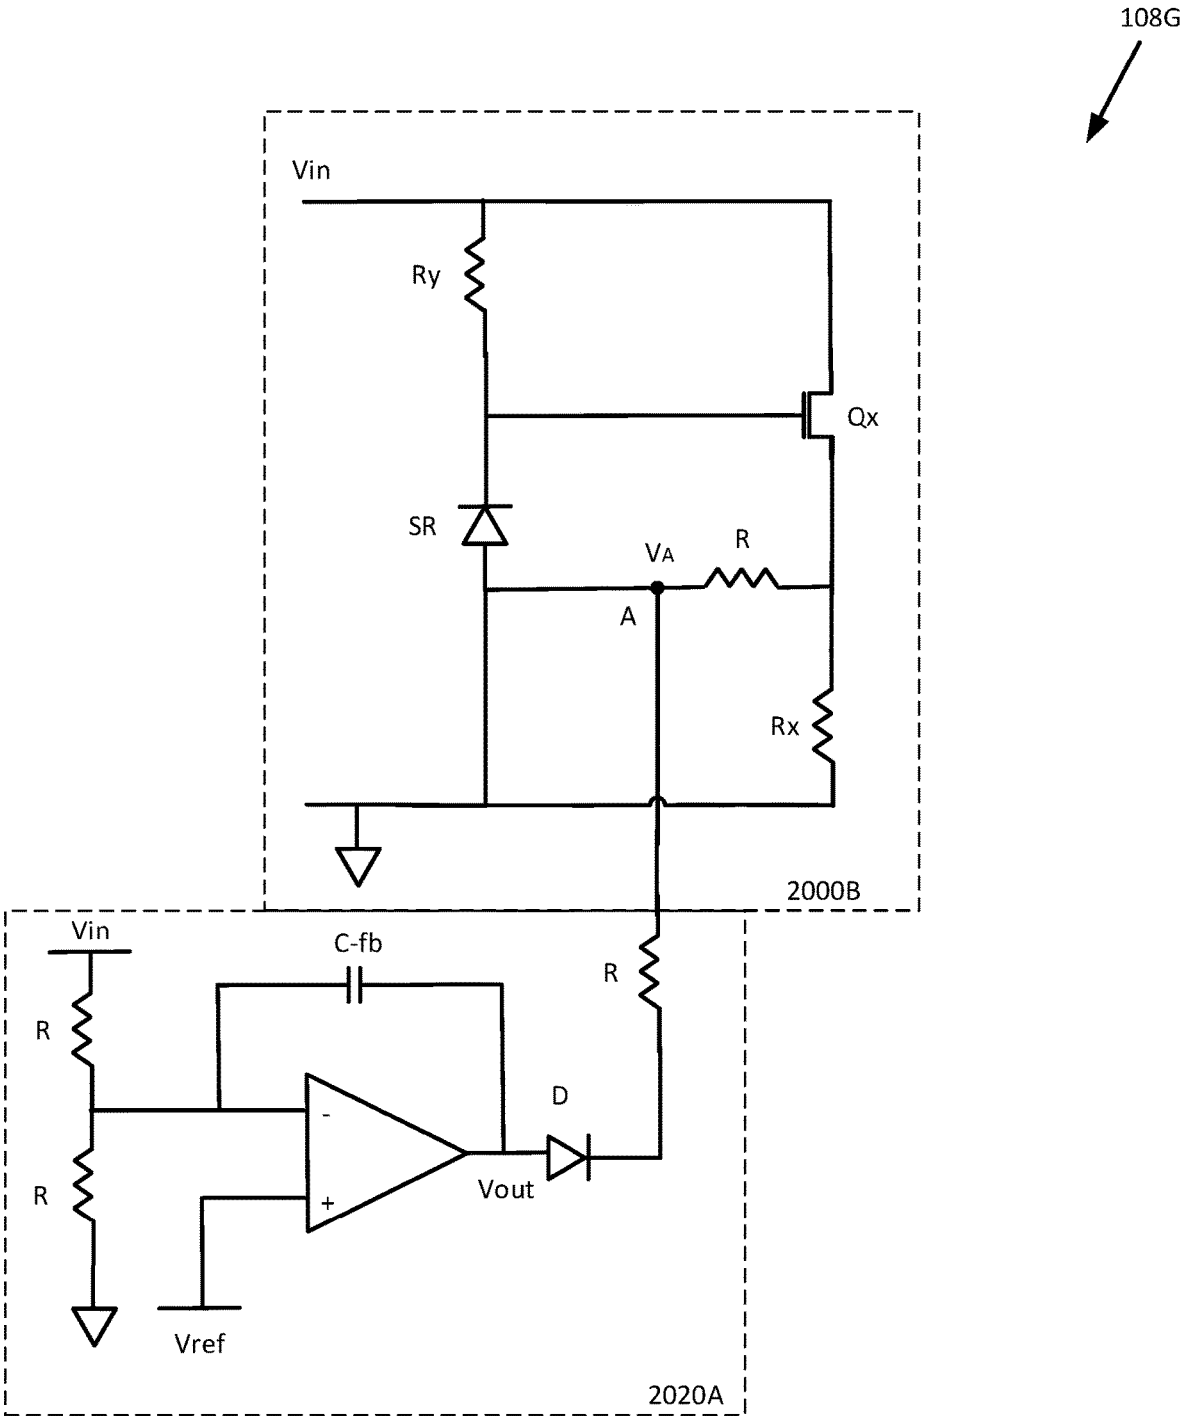 108G
Vin
Ry
Qx
SR
VA
R
A
Rx
2000B
Vin
C-fb
R
R
D
-
Vout
R
+
Vref
2020A